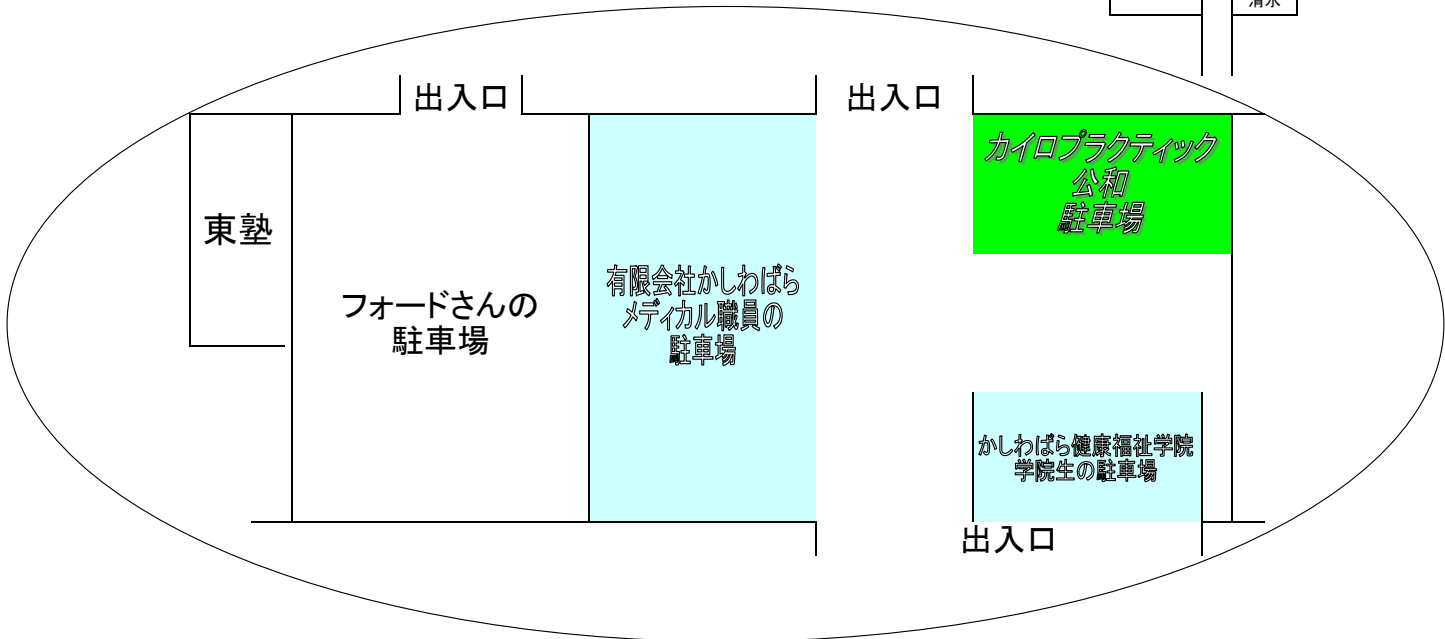 清水
出入口
出入口
カイロプラクティック
公和
駐車場
東塾
有限会社かしわばら
メディカル職員の
駐車場
フォードさんの
駐車場
かしわばら健康福祉学院
学院生の駐車場
出入口